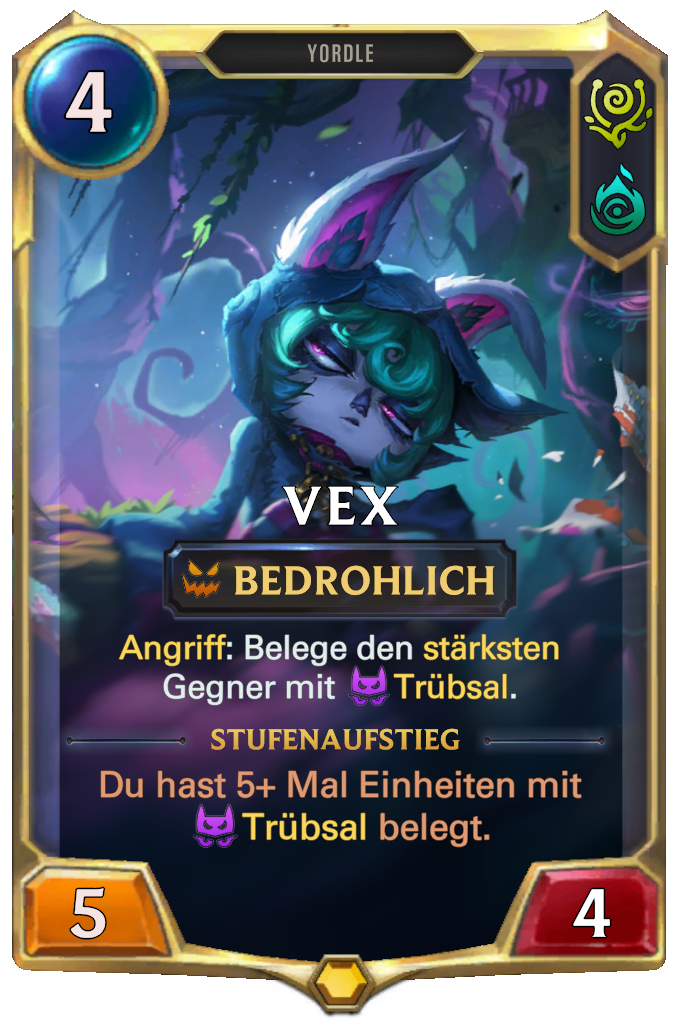 YORDLE
4
VEX
BEDROHLICH
Angriff: Belege den stärksten
Gegner mit Trübsal.
STUFENAUFSTIEG
Du hast 5+ Mal Einheiten mit
Trübsal belegt.
5
4